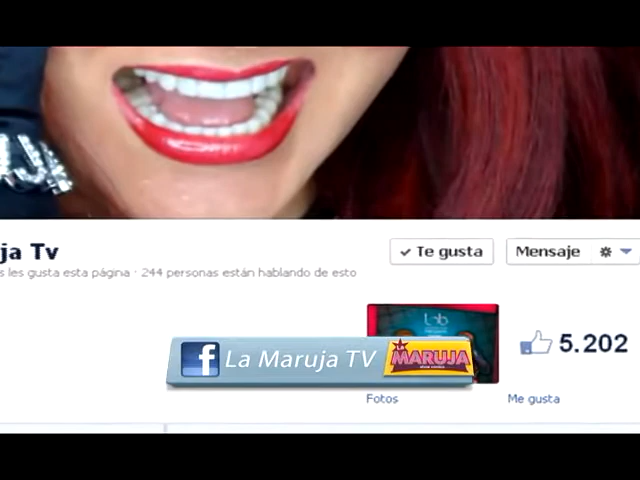 ja Tv
✓ Te gusta
Mensaje
s les gusta esta página · 244 personas están hablando de esto
5.202
f La Maruja TV
LA
MARUJA
Fotos
Me gusta